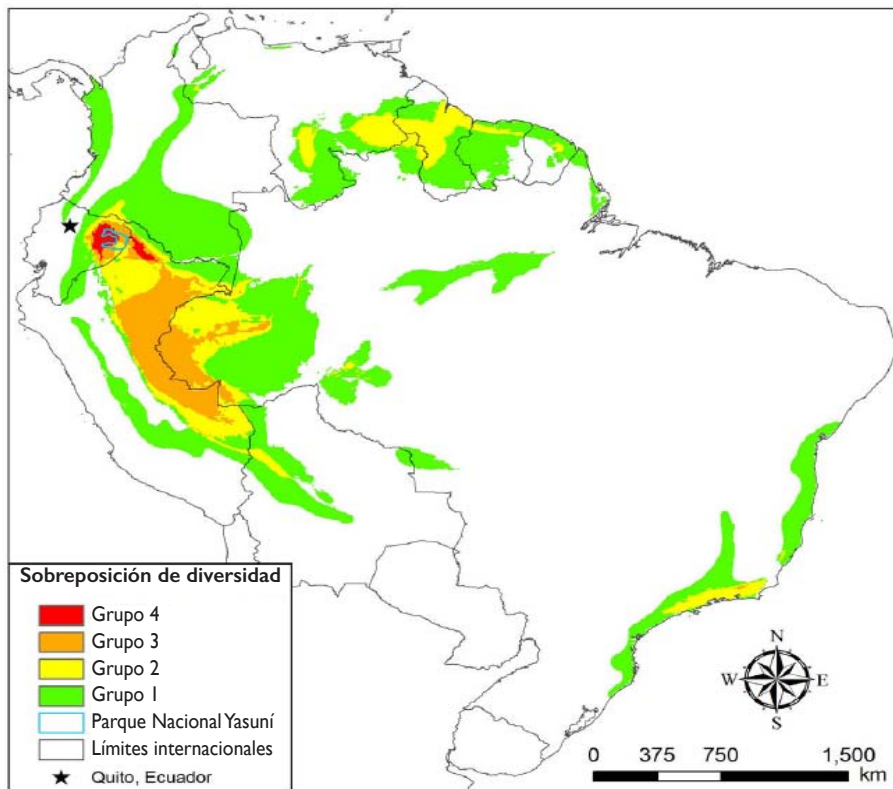 Sobreposición de diversidad
Grupo 4
Grupo 3
Grupo 2
Grupo 1
Parque Nacional Yasuní
Límites internacionales
Quito, Ecuador
N
W E
S
0 375 750 1,500
km